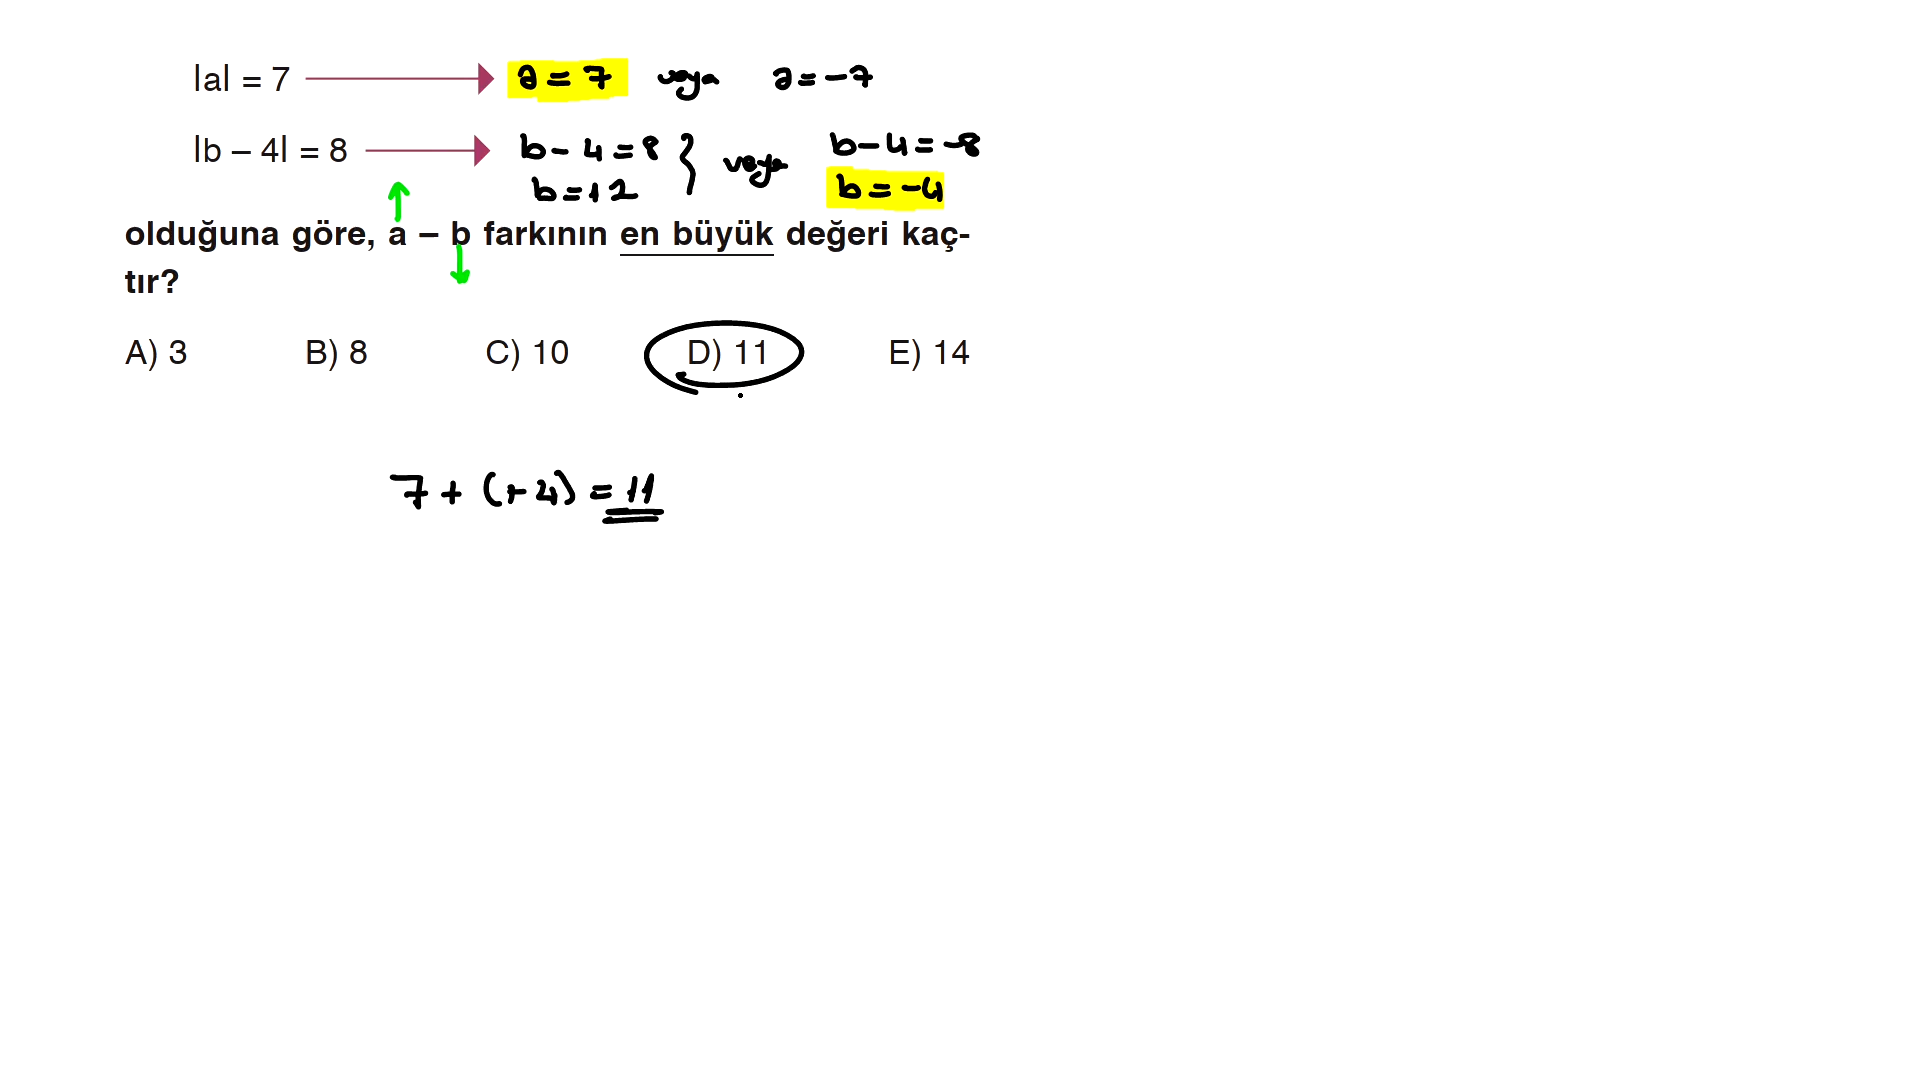 |a| = 7 a = 7 veya a = -7
|b – 4| = 8 b - 4 = 8 } veya b - 4 = -8
b = 12 b = -4
olduğuna göre, a – b farkının en büyük değeri kaç-
tır?
A) 3 B) 8 C) 10 D) 11 E) 14
7 + (+4) = 11